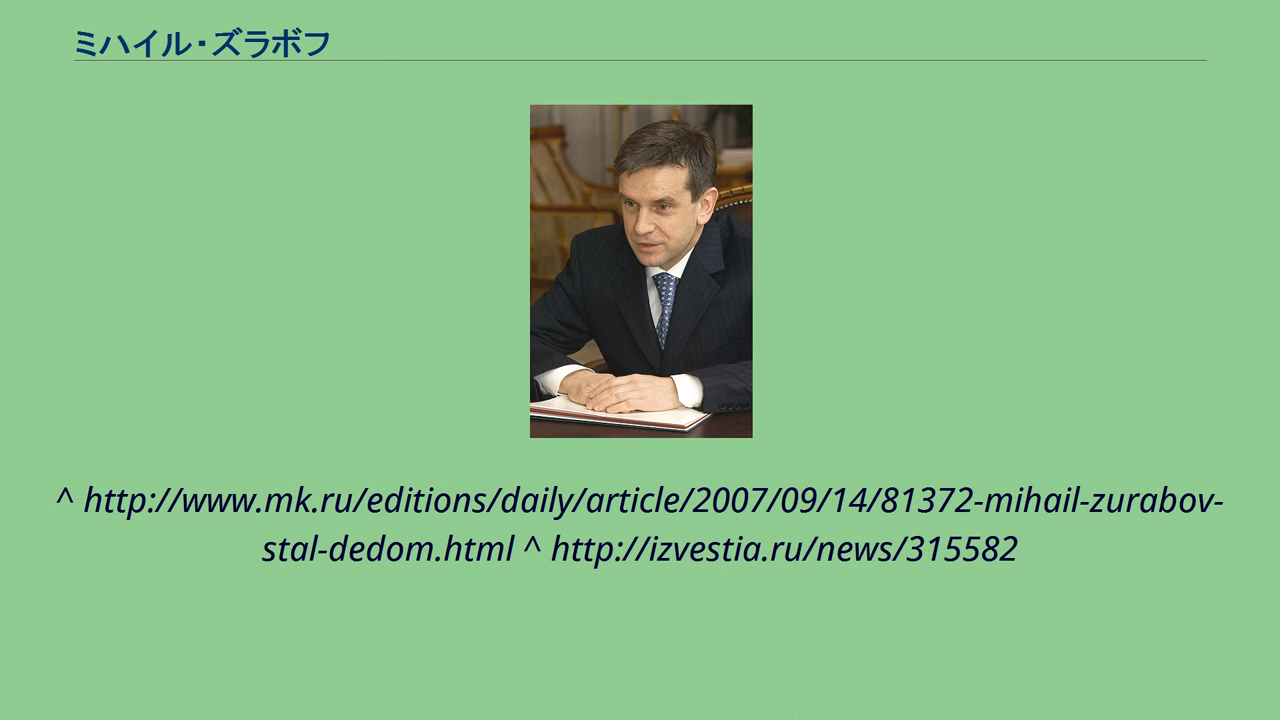 ミハイル・ズラボフ
^ http://www.mk.ru/editions/daily/article/2007/09/14/81372-mihail-zurabov-
stal-dedom.html ^ http://izvestia.ru/news/315582